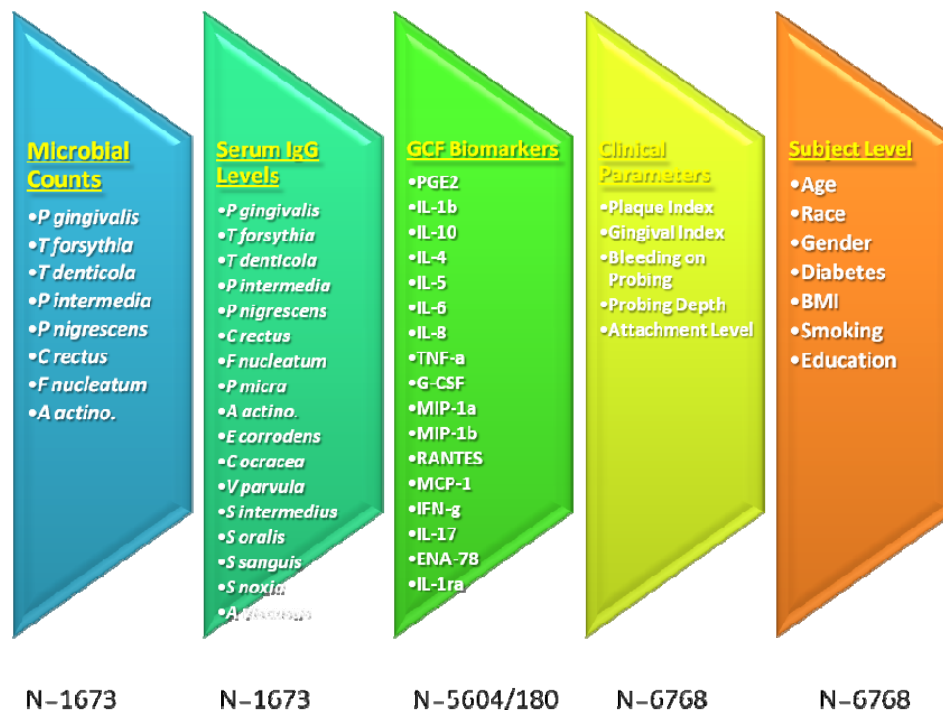 Microbial
Counts
•P gingivalis
•T forsythia
•T denticola
•P intermedia
•P nigrescens
•C rectus
•F nucleatum
•A actino.
Serum IgG
Levels
•P gingivalis
•T forsythia
•T denticola
•P intermedia
•P nigrescens
•C rectus
•F nucleatum
•P micra
•A actino.
•E corrodens
•C ocracea
•V parvula
•S intermedius
•S oralis
•S sanguis
•S noxia
•A
GCF Biomarkers
•PGE2
•IL-1b
•IL-10
•IL-4
•IL-5
•IL-6
•IL-8
•TNF-a
•G-CSF
•MIP-1a
•MIP-1b
•RANTES
•MCP-1
•IFN-g
•IL-17
•ENA-78
•IL-1ra
Clinical
Parameters
•Plaque Index
•Gingival Index
•Bleeding on
Probing
•Probing Depth
•Attachment Level
Subject Level
•Age
•Race
•Gender
•Diabetes
•BMI
•Smoking
•Education
N=1673
N=1673
N=5604/180
N=6768
N=6768